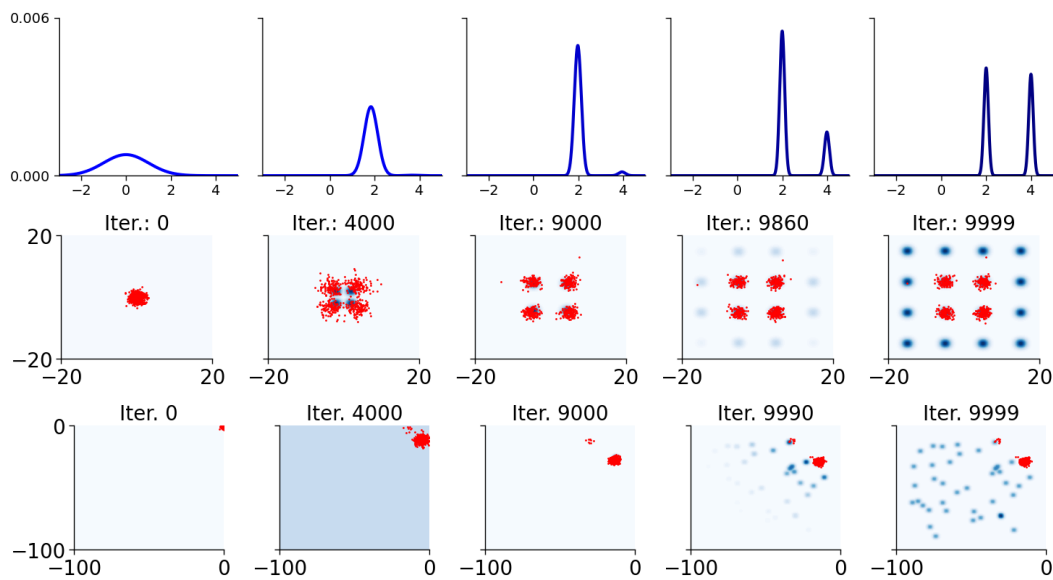 0.006
0.000
−2 0 2 4
−2 0 2 4
−2 0 2 4
−2 0 2 4
−2 0 2 4
Iter.: 0
Iter.: 4000
Iter.: 9000
Iter.: 9860
Iter.: 9999
20
−20
−20 20
−20 20
−20 20
−20 20
−20 20
Iter. 0
Iter. 4000
Iter. 9000
Iter. 9990
Iter. 9999
0
−100
−100 0
−100 0
−100 0
−100 0
−100 0